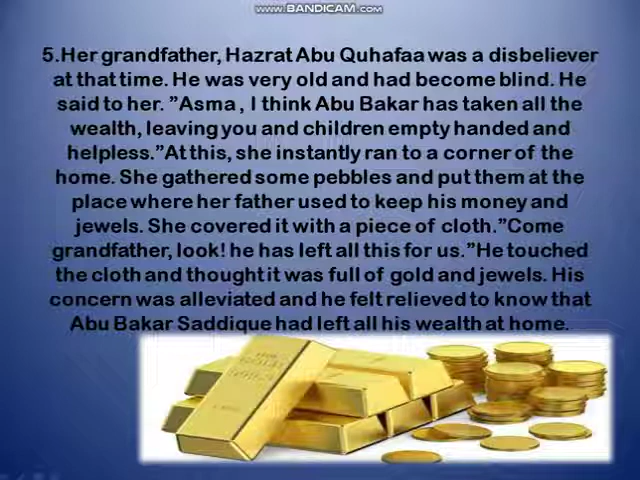 www.BANDICAM.com
5.Her grandfather, Hazrat Abu Quhafaa was a disbeliever
at that time. He was very old and had become blind. He
said to her. ”Asma , I think Abu Bakar has taken all the
wealth, leaving you and children empty handed and
helpless.”At this, she instantly ran to a corner of the
home. She gathered some pebbles and put them at the
place where her father used to keep his money and
jewels. She covered it with a piece of cloth.”Come
grandfather, look! he has left all this for us.”He touched
the cloth and thought it was full of gold and jewels. His
concern was alleviated and he felt relieved to know that
Abu Bakar Saddique had left all his wealth at home.